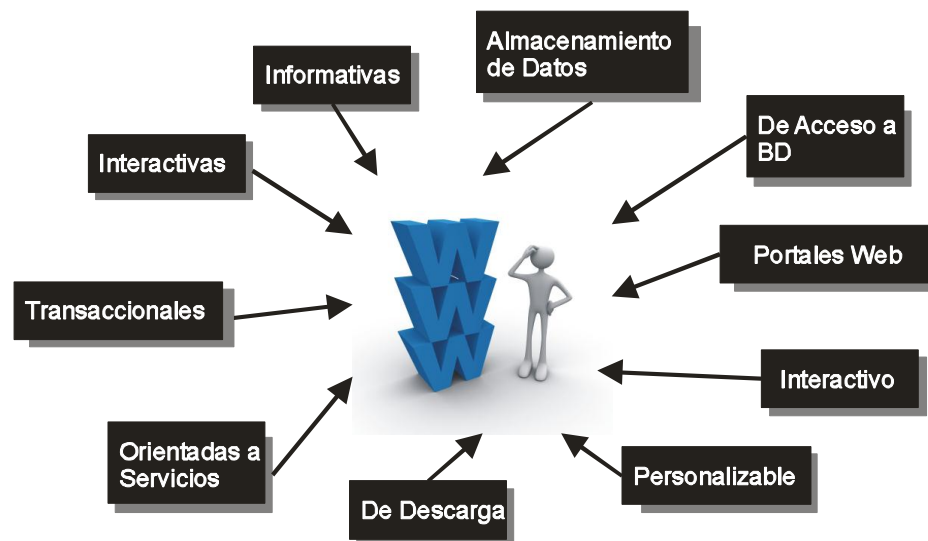 Almacenamiento
de Datos
Informativas
De Acceso a
BD
Interactivas
Portales Web
Transaccionales
Interactivo
Orientadas a
Servicios
Personalizable
De Descarga
W
W
W